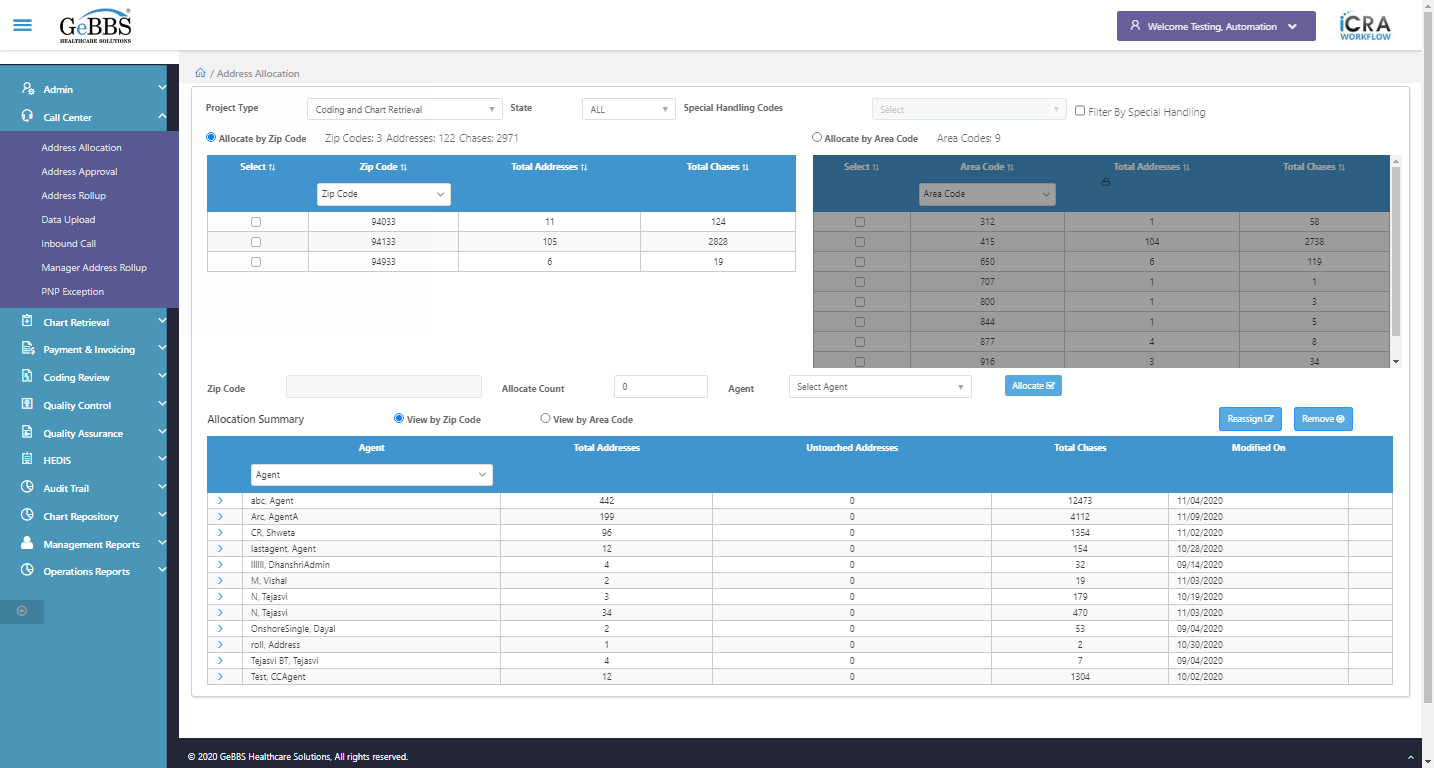 GeBBS
HEALTHCARE SOLUTIONS
Welcome Testing, Automation
iCRA
WORKFLOW
/ Address Allocation
Admin
Call Center
Address Allocation
Address Approval
Address Rollup
Data Upload
Inbound Call
Manager Address Rollup
PNP Exception
Chart Retrieval
Payment & Invoicing
Coding Review
Quality Control
Quality Assurance
HEDIS
Audit Trail
Chart Repository
Management Reports
Operations Reports
Project Type Coding and Chart Retrieval State ALL Special Handling Codes Select Filter By Special Handling
Allocate by Zip Code Zip Codes: 3 Addresses: 122 Chases: 2971
Select Zip Code Total Addresses Total Chases
Zip Code
94033 11 124
94133 105 2828
94933 6 19
Allocate by Area Code Area Codes: 9
Select Area Code Total Addresses Total Chases
Area Code
312 1 58
415 104 2738
650 6 119
707 1 1
800 1 3
844 1 5
877 4 8
916 3 34
Zip Code Allocate Count 0 Agent Select Agent Allocate
Allocation Summary View by Zip Code View by Area Code Reassign Remove
Agent Total Addresses Untouched Addresses Total Chases Modified On
Agent
abc, Agent 442 0 12473 11/04/2020
Arc, AgentA 199 0 4112 11/09/2020
CR, Shweta 96 0 1354 11/02/2020
lastagent, Agent 12 0 154 10/28/2020
llllll, DhanshriAdmin 4 0 32 09/14/2020
M, Vishal 2 0 19 11/03/2020
N, Tejasvi 3 0 179 10/19/2020
N, Tejasvi 34 0 470 11/03/2020
OnshoreSingle, Dayal 2 0 53 09/04/2020
roll, Address 1 0 2 10/30/2020
Tejasvi BT, Tejasvi 4 0 7 09/04/2020
Test, CCAgent 12 0 1304 10/02/2020
© 2020 GeBBS Healthcare Solutions, All rights reserved.